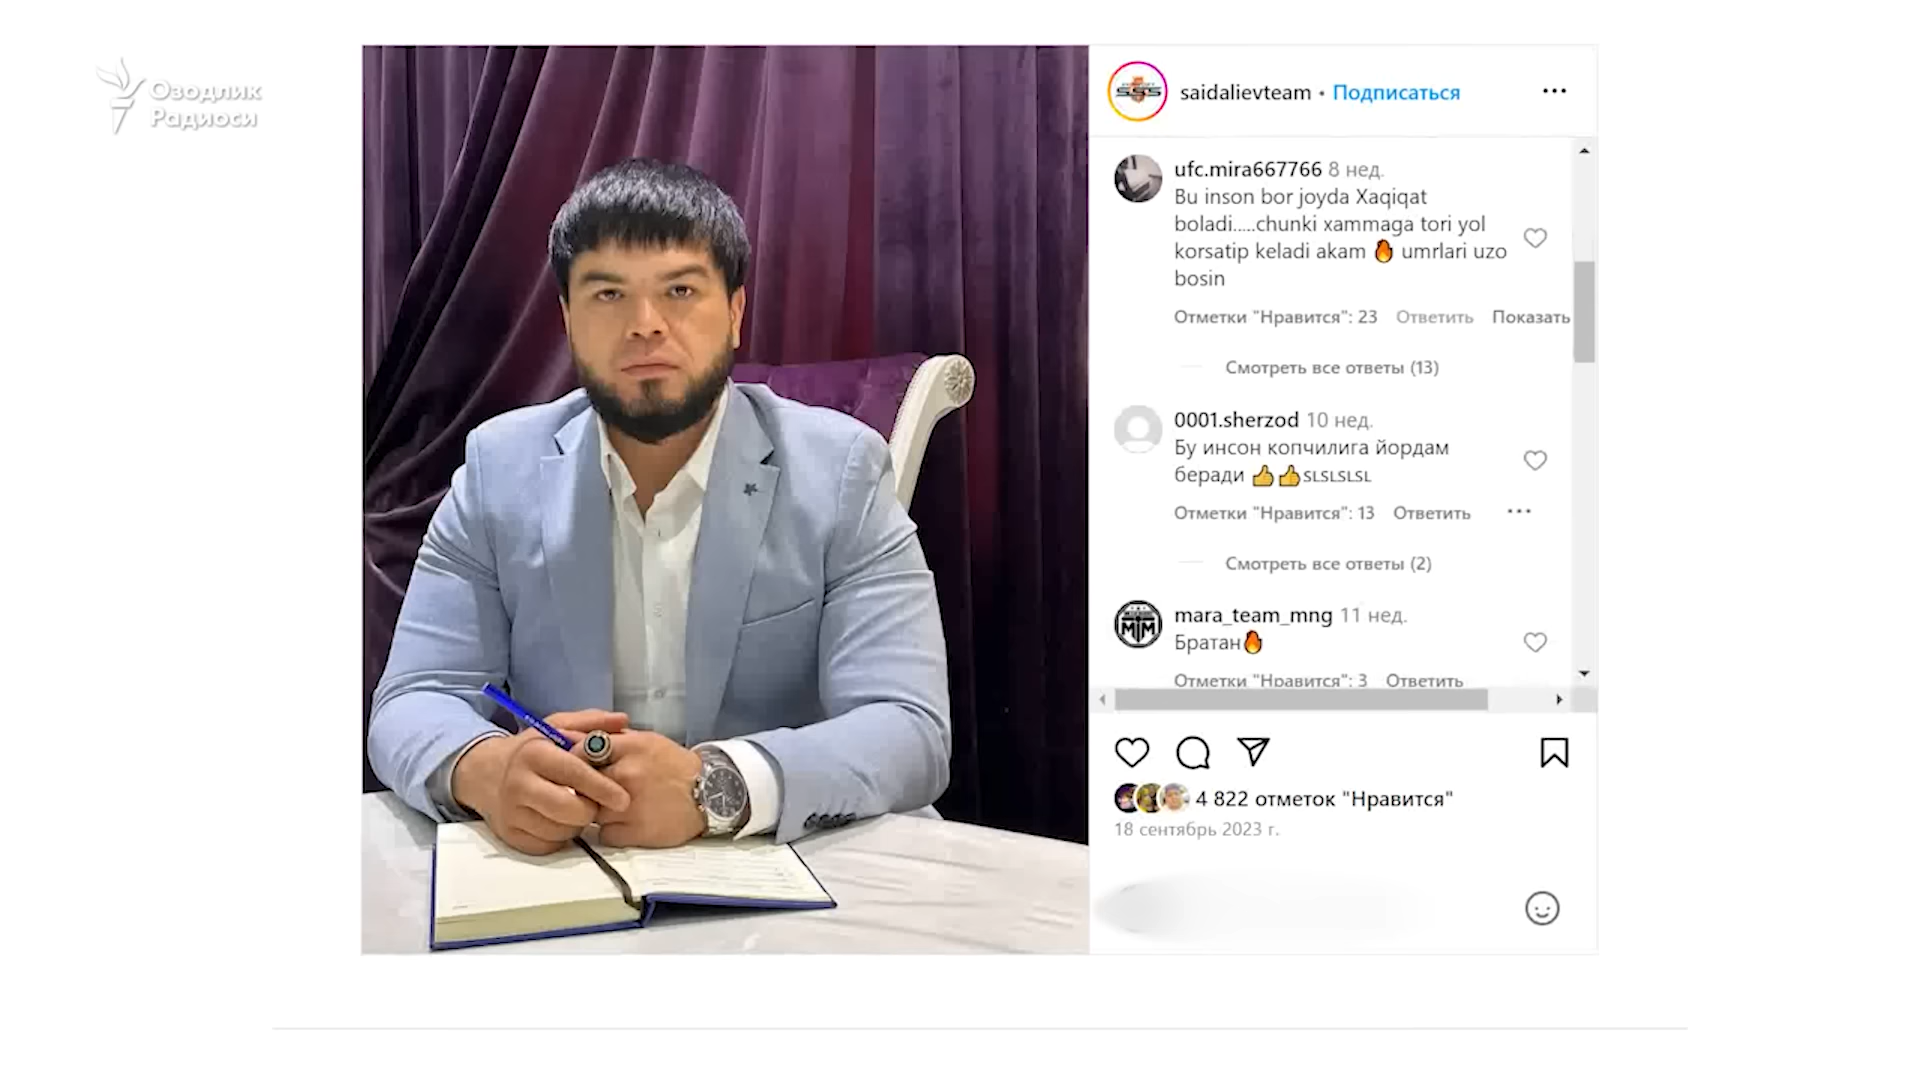 Озодлик
Радиоси
saidalievteam • Подписаться
ufc.mira667766 8 нед.
Bu inson bor joyda Xaqiqat
boladi.....chunki xammaga tori yol
korsatip keladi akam 🔥 umrlari uzo
bosin
Отметки "Нравится": 23 Ответить Показать
Смотреть все ответы (13)
0001.sherzod 10 нед.
Бу инсон копчилига йордам
беради 👍👍SLSLSLSL
Отметки "Нравится": 13 Ответить
Смотреть все ответы (2)
mara_team_mng 11 нед.
Братан🔥
Отметки "Нравится": 3 Ответить
4 822 отметок "Нравится"
18 сентябрь 2023 г.